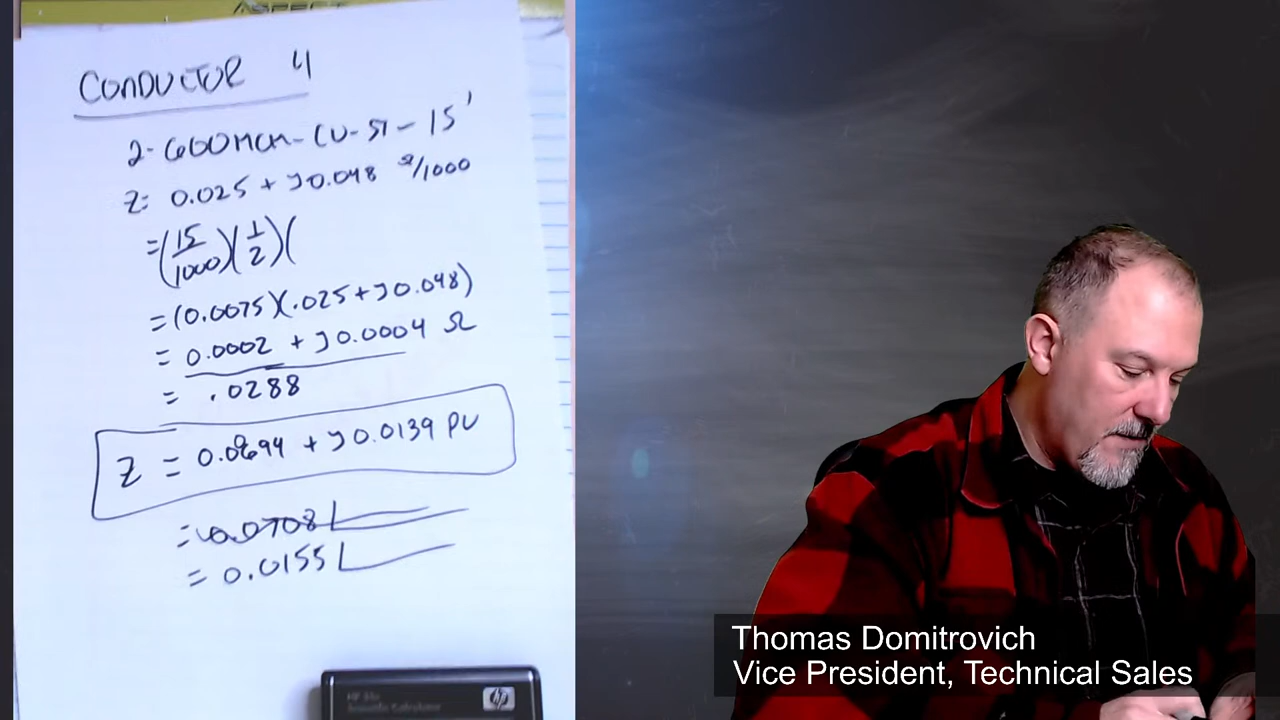 ASPECT
CONDUCTOR 4
2-600MCM-CU-ST-15'
Z: 0.025 + J0.048 Ω/1000
=(15/1000)(1/2)(
=(0.0075)(.025+J0.048)
= 0.0002 + J0.0004 Ω
= .0288
Z = 0.0694 + J0.0139 PU
= 0.0708
= 0.0155
hp
Thomas Domitrovich
Vice President, Technical Sales